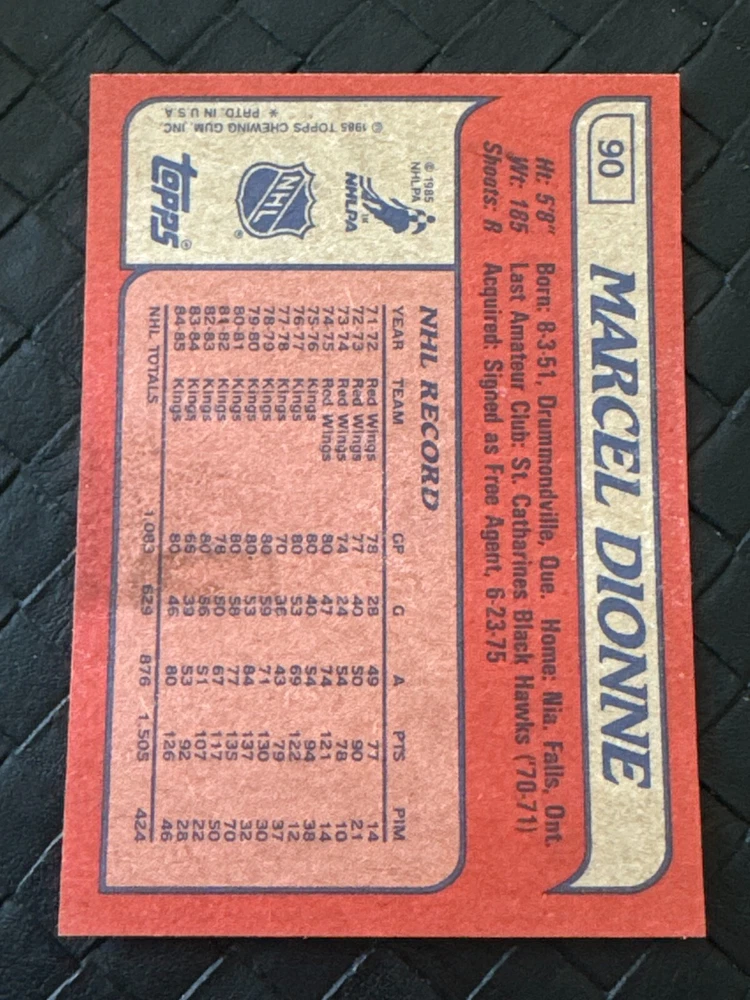 90
MARCEL DIONNE
Ht: 5'8" Born: 8-3-51, Drummondville, Que. Home: Nia. Falls, Ont.
Wt: 185 Last Amateur Club: St. Catharines Black Hawks ('70-71)
Shoots: R Acquired: Signed as Free Agent, 6-23-75
© 1985
NHLPA
NHLPA TM
NHL ®
topps ®
© 1985 TOPPS CHEWING GUM, INC
* PRTD. IN U.S.A
NHL RECORD
YEAR TEAM GP G A PTS PIM
71-72 Red Wings 78 28 49 77 14
72-73 Red Wings 77 40 50 90 21
73-74 Red Wings 74 24 54 78 10
74-75 Red Wings 80 47 74 121 14
75-76 Kings 80 40 54 94 38
76-77 Kings 80 53 69 122 12
77-78 Kings 70 36 43 79 37
78-79 Kings 80 59 71 130 30
79-80 Kings 80 53 84 137 32
80-81 Kings 80 58 77 135 70
81-82 Kings 78 50 67 117 50
82-83 Kings 80 56 51 107 22
83-84 Kings 66 39 53 92 28
84-85 Kings 80 46 80 126 46
NHL TOTALS 1,083 629 876 1,505 424